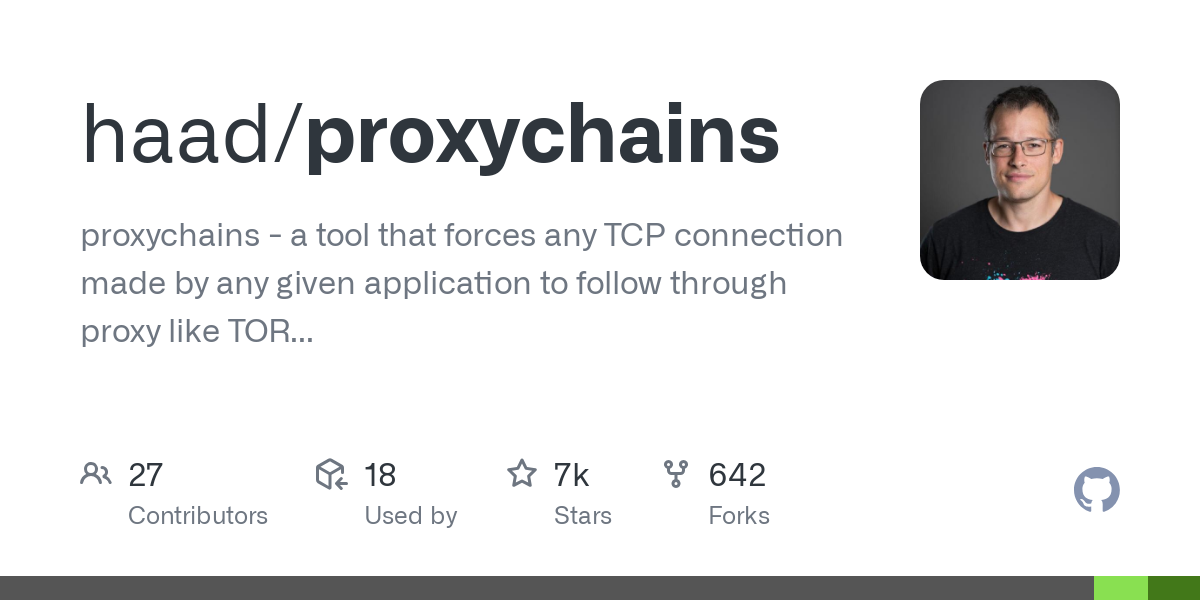 haad/proxychains
proxychains - a tool that forces any TCP connection
made by any given application to follow through
proxy like TOR...
27
Contributors
18
Used by
7k
Stars
642
Forks